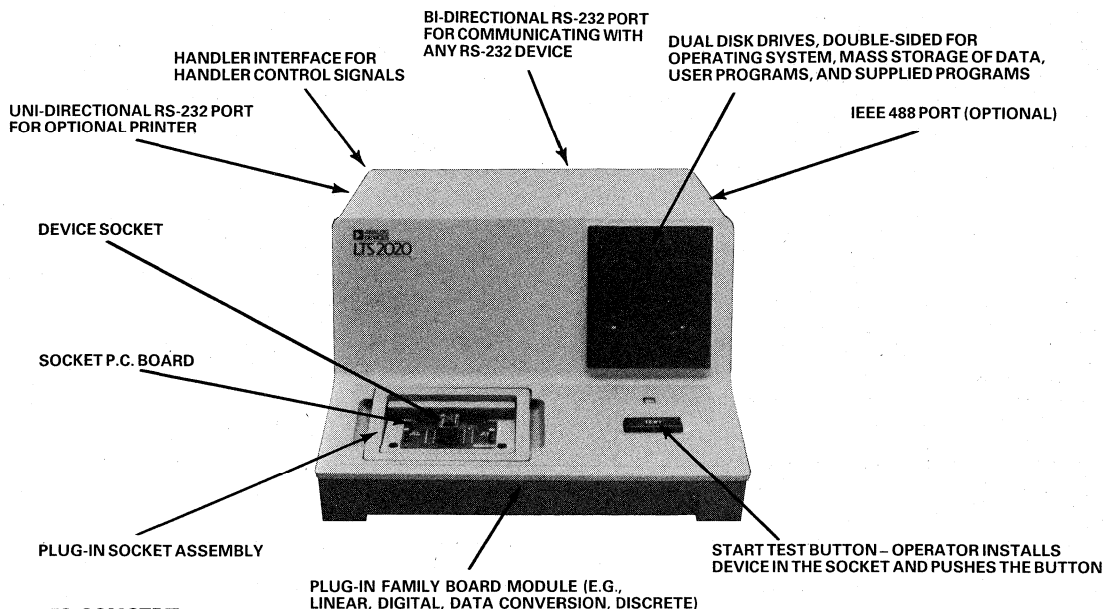 BI-DIRECTIONAL RS-232 PORT
FOR COMMUNICATING WITH
ANY RS-232 DEVICE
DUAL DISK DRIVES, DOUBLE-SIDED FOR
OPERATING SYSTEM, MASS STORAGE OF DATA,
USER PROGRAMS, AND SUPPLIED PROGRAMS
HANDLER INTERFACE FOR
HANDLER CONTROL SIGNALS
UNI-DIRECTIONAL RS-232 PORT
FOR OPTIONAL PRINTER
IEEE 488 PORT (OPTIONAL)
DEVICE SOCKET
ANALOG
DEVICES
LTS 2020
SOCKET P.C. BOARD
PLUG-IN SOCKET ASSEMBLY
START TEST BUTTON – OPERATOR INSTALLS
DEVICE IN THE SOCKET AND PUSHES THE BUTTON
PLUG-IN FAMILY BOARD MODULE (E.G.,
LINEAR, DIGITAL, DATA CONVERSION, DISCRETE)